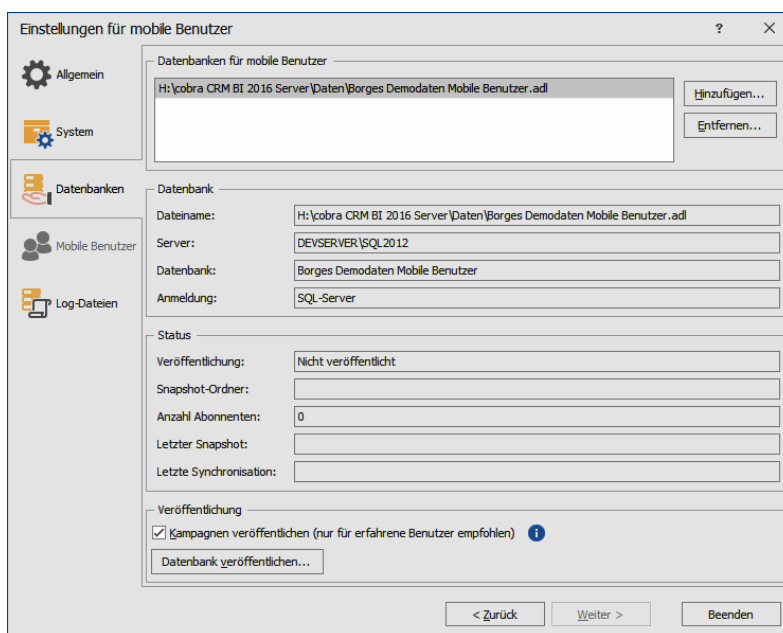 Einstellungen für mobile Benutzer
?
Allgemein
System
Datenbanken
Mobile Benutzer
Log-Dateien
Datenbanken für mobile Benutzer
H:\cobra CRM BI 2016 Server\Daten\Borges Demodaten Mobile Benutzer.adl
Hinzufügen...
Entfernen...
Datenbank
Dateiname: H:\cobra CRM BI 2016 Server\Daten\Borges Demodaten Mobile Benutzer.adl
Server: DEVSERVER\SQL2012
Datenbank: Borges Demodaten Mobile Benutzer
Anmeldung: SQL-Server
Status
Veröffentlichung: Nicht veröffentlicht
Snapshot-Ordner:
Anzahl Abonnenten: 0
Letzter Snapshot:
Letzte Synchronisation:
Veröffentlichung
Kampagnen veröffentlichen (nur für erfahrene Benutzer empfohlen)
Datenbank veröffentlichen...
< Zurück Weiter > Beenden